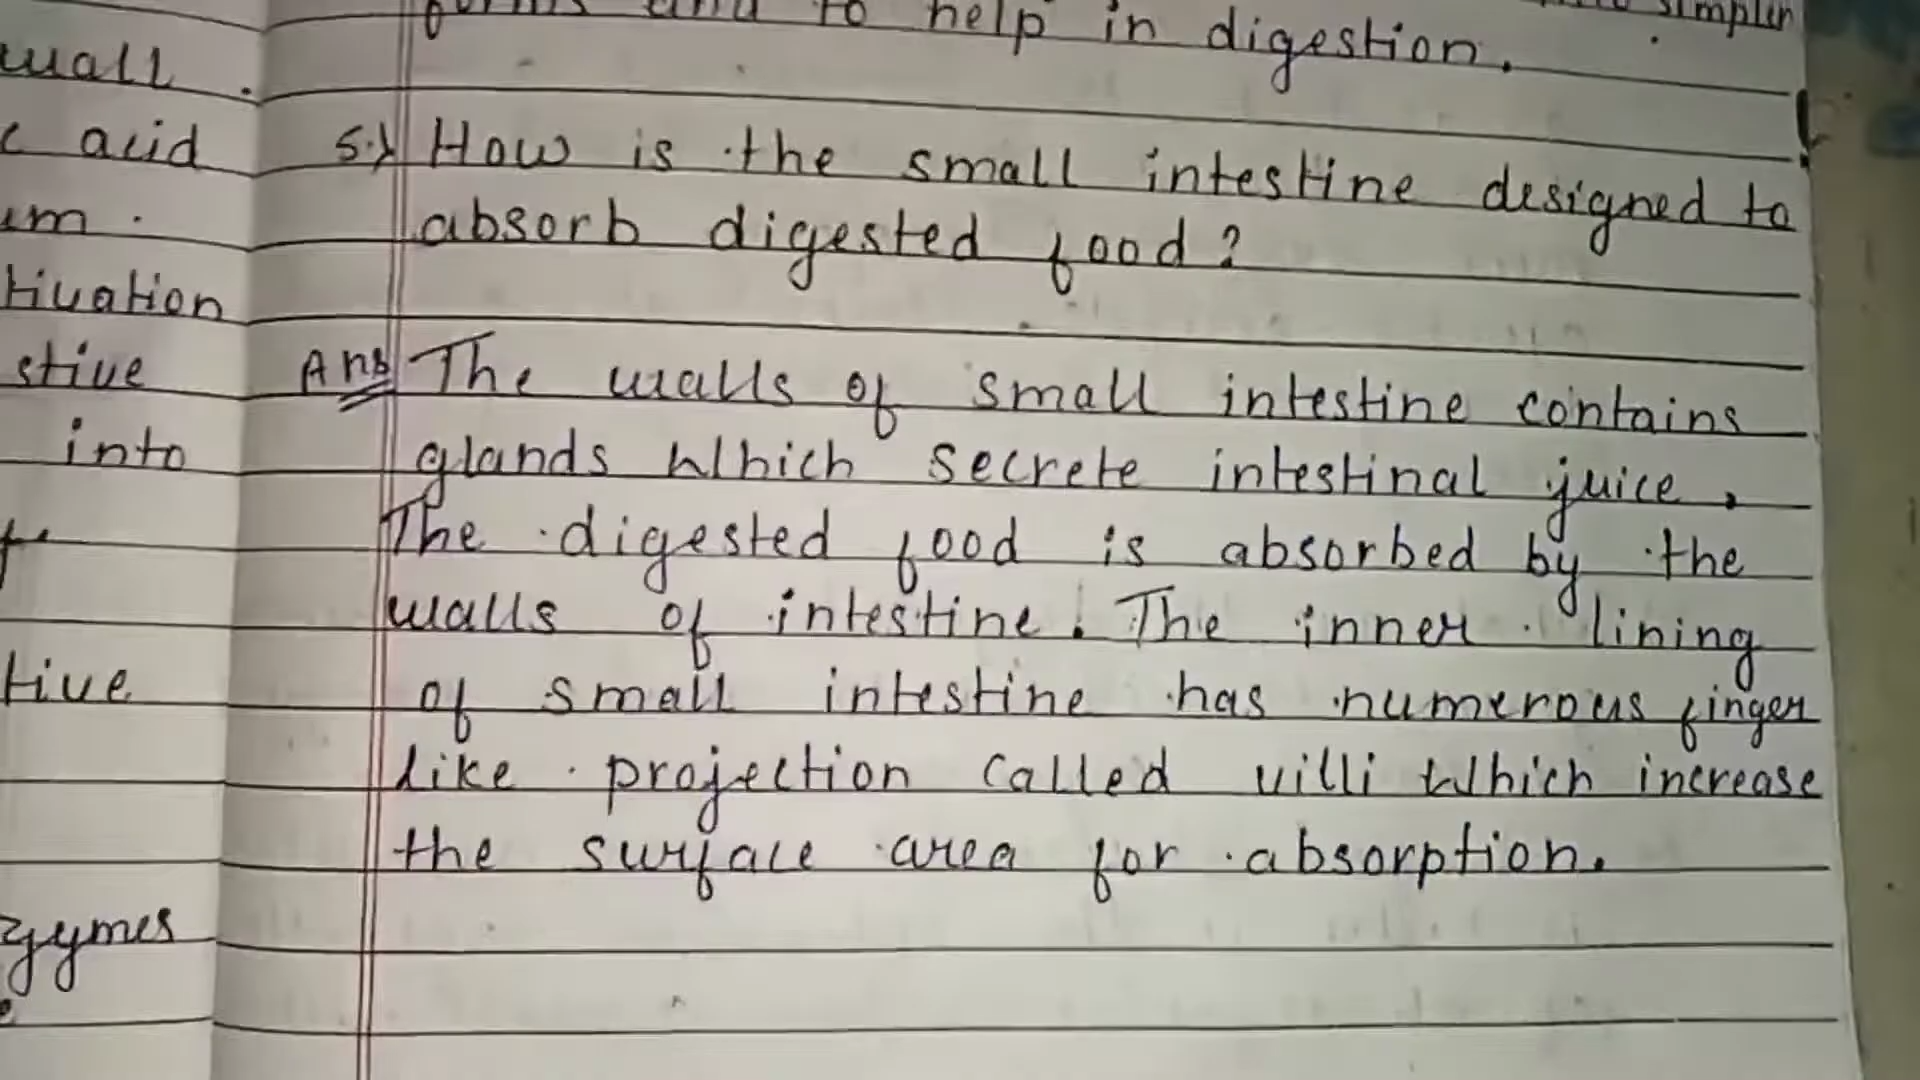 wall.
c acid
um.
tivation
stive
into
tive
zymes
and to help in digestion.
simpler
5.) How is the small intestine designed to
absorb digested food?
Ans The walls of small intestine contains
glands which secrete intestinal juice,
The digested food is absorbed by the
walls of intestine. The inner lining
of small intestine has numerous finger
like projection called villi which increase
the surface area for absorption.